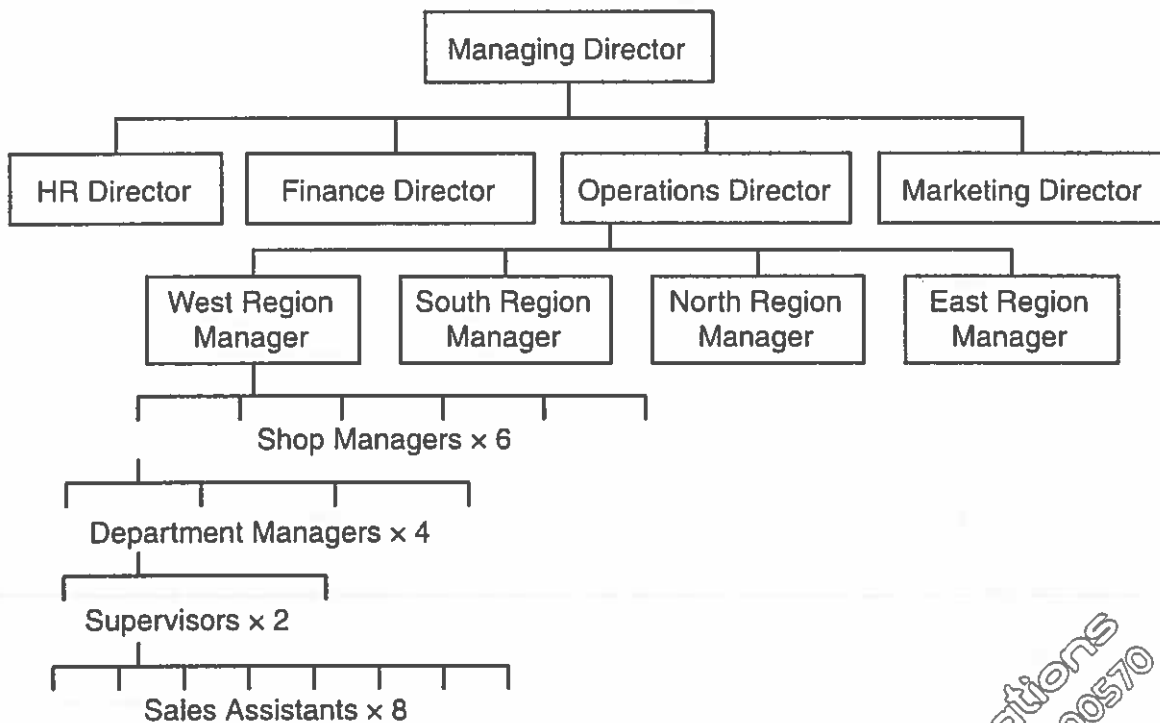 Managing Director
HR Director
Finance Director
Operations Director
Marketing Director
West Region
Manager
South Region
Manager
North Region
Manager
East Region
Manager
Shop Managers × 6
Department Managers × 4
Supervisors × 2
Sales Assistants × 8